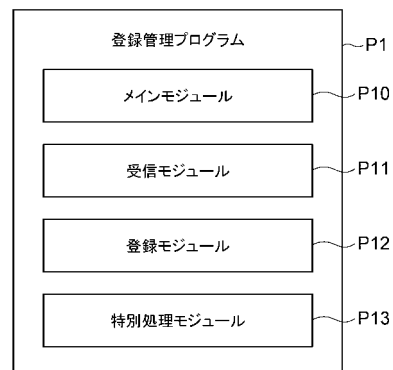 登録管理プログラム
P1
メインモジュール
P10
受信モジュール
P11
登録モジュール
P12
特別処理モジュール
P13